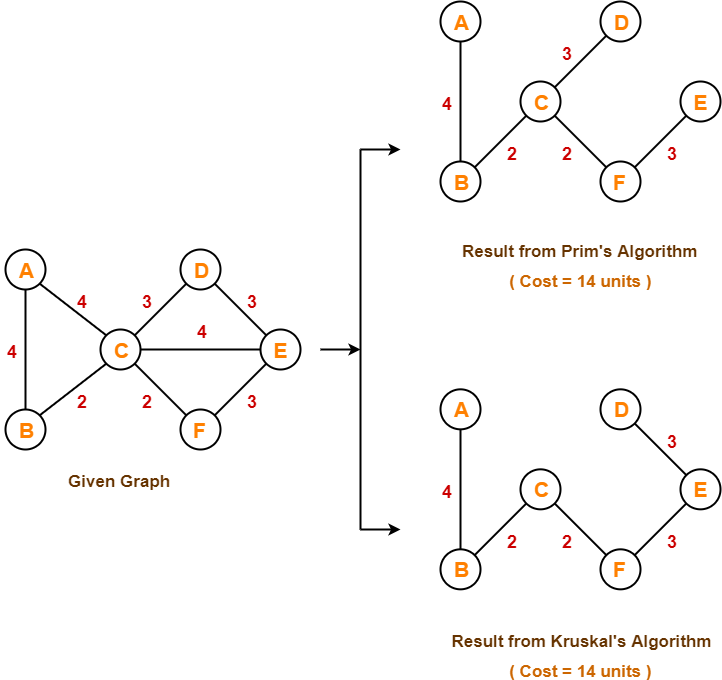 A
D
3
C
E
4
2
2
3
B
F
Result from Prim's Algorithm
( Cost = 14 units )
A
D
4
3
3
4
4
C
E
2
2
3
B
F
Given Graph
A
D
3
C
E
4
2
2
3
B
F
Result from Kruskal's Algorithm
( Cost = 14 units )